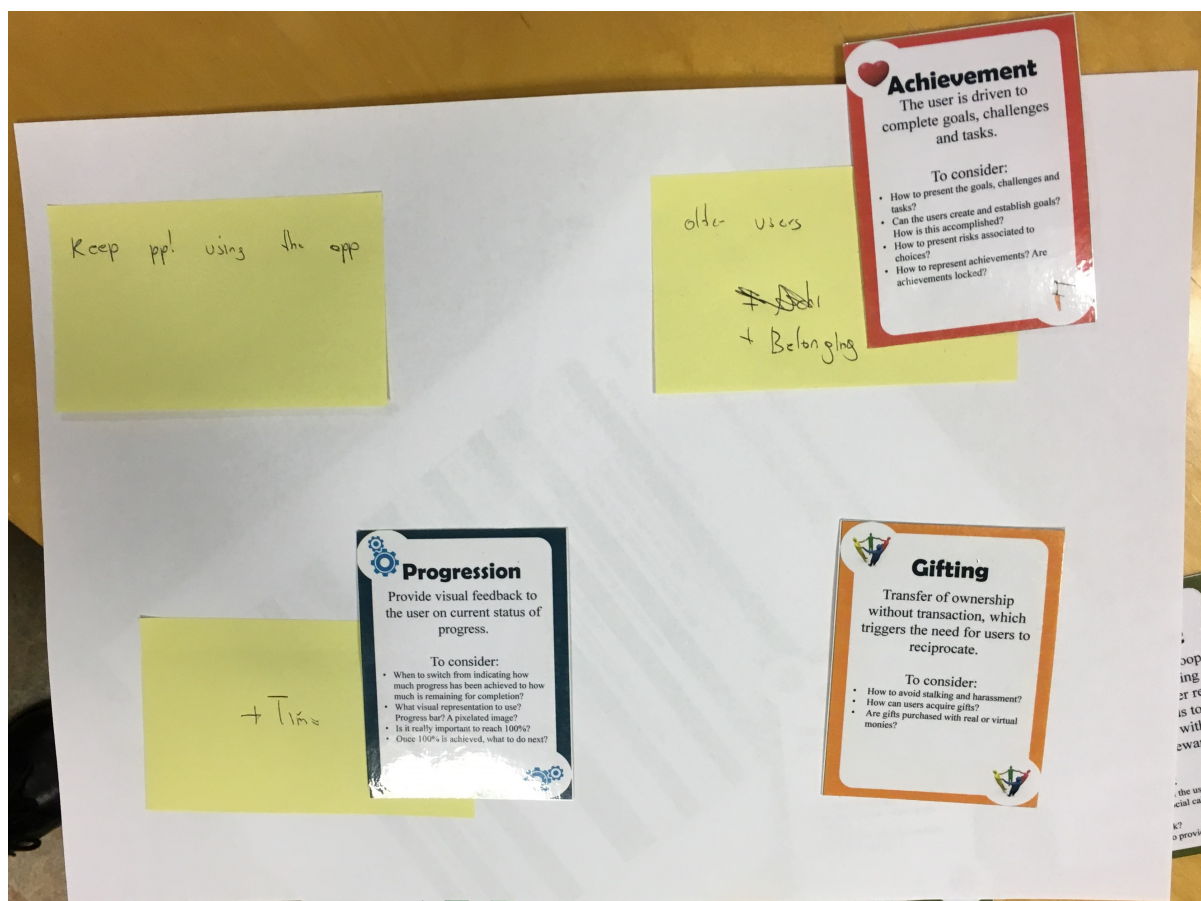 Keep ppl using the app
older users
+ Belonging
Achievement
The user is driven to
complete goals, challenges
and tasks.
To consider:
• How to present the goals, challenges and
tasks?
• Can the users create and establish goals?
How is this accomplished?
• How to present risks associated to
choices?
• How to represent achievements? Are
achievements locked?
+ Time
Progression
Provide visual feedback to
the user on current status of
progress.
To consider:
• When to switch from indicating how
much progress has been achieved to how
much is remaining for completion?
• What visual representation to use?
Progress bar? A pixelated image?
• Is it really important to reach 100%?
• Once 100% is achieved, what to do next?
Gifting
Transfer of ownership
without transaction, which
triggers the need for users to
reciprocate.
To consider:
• How to avoid stalking and harassment?
• How can users acquire gifts?
• Are gifts purchased with real or virtual
monies?